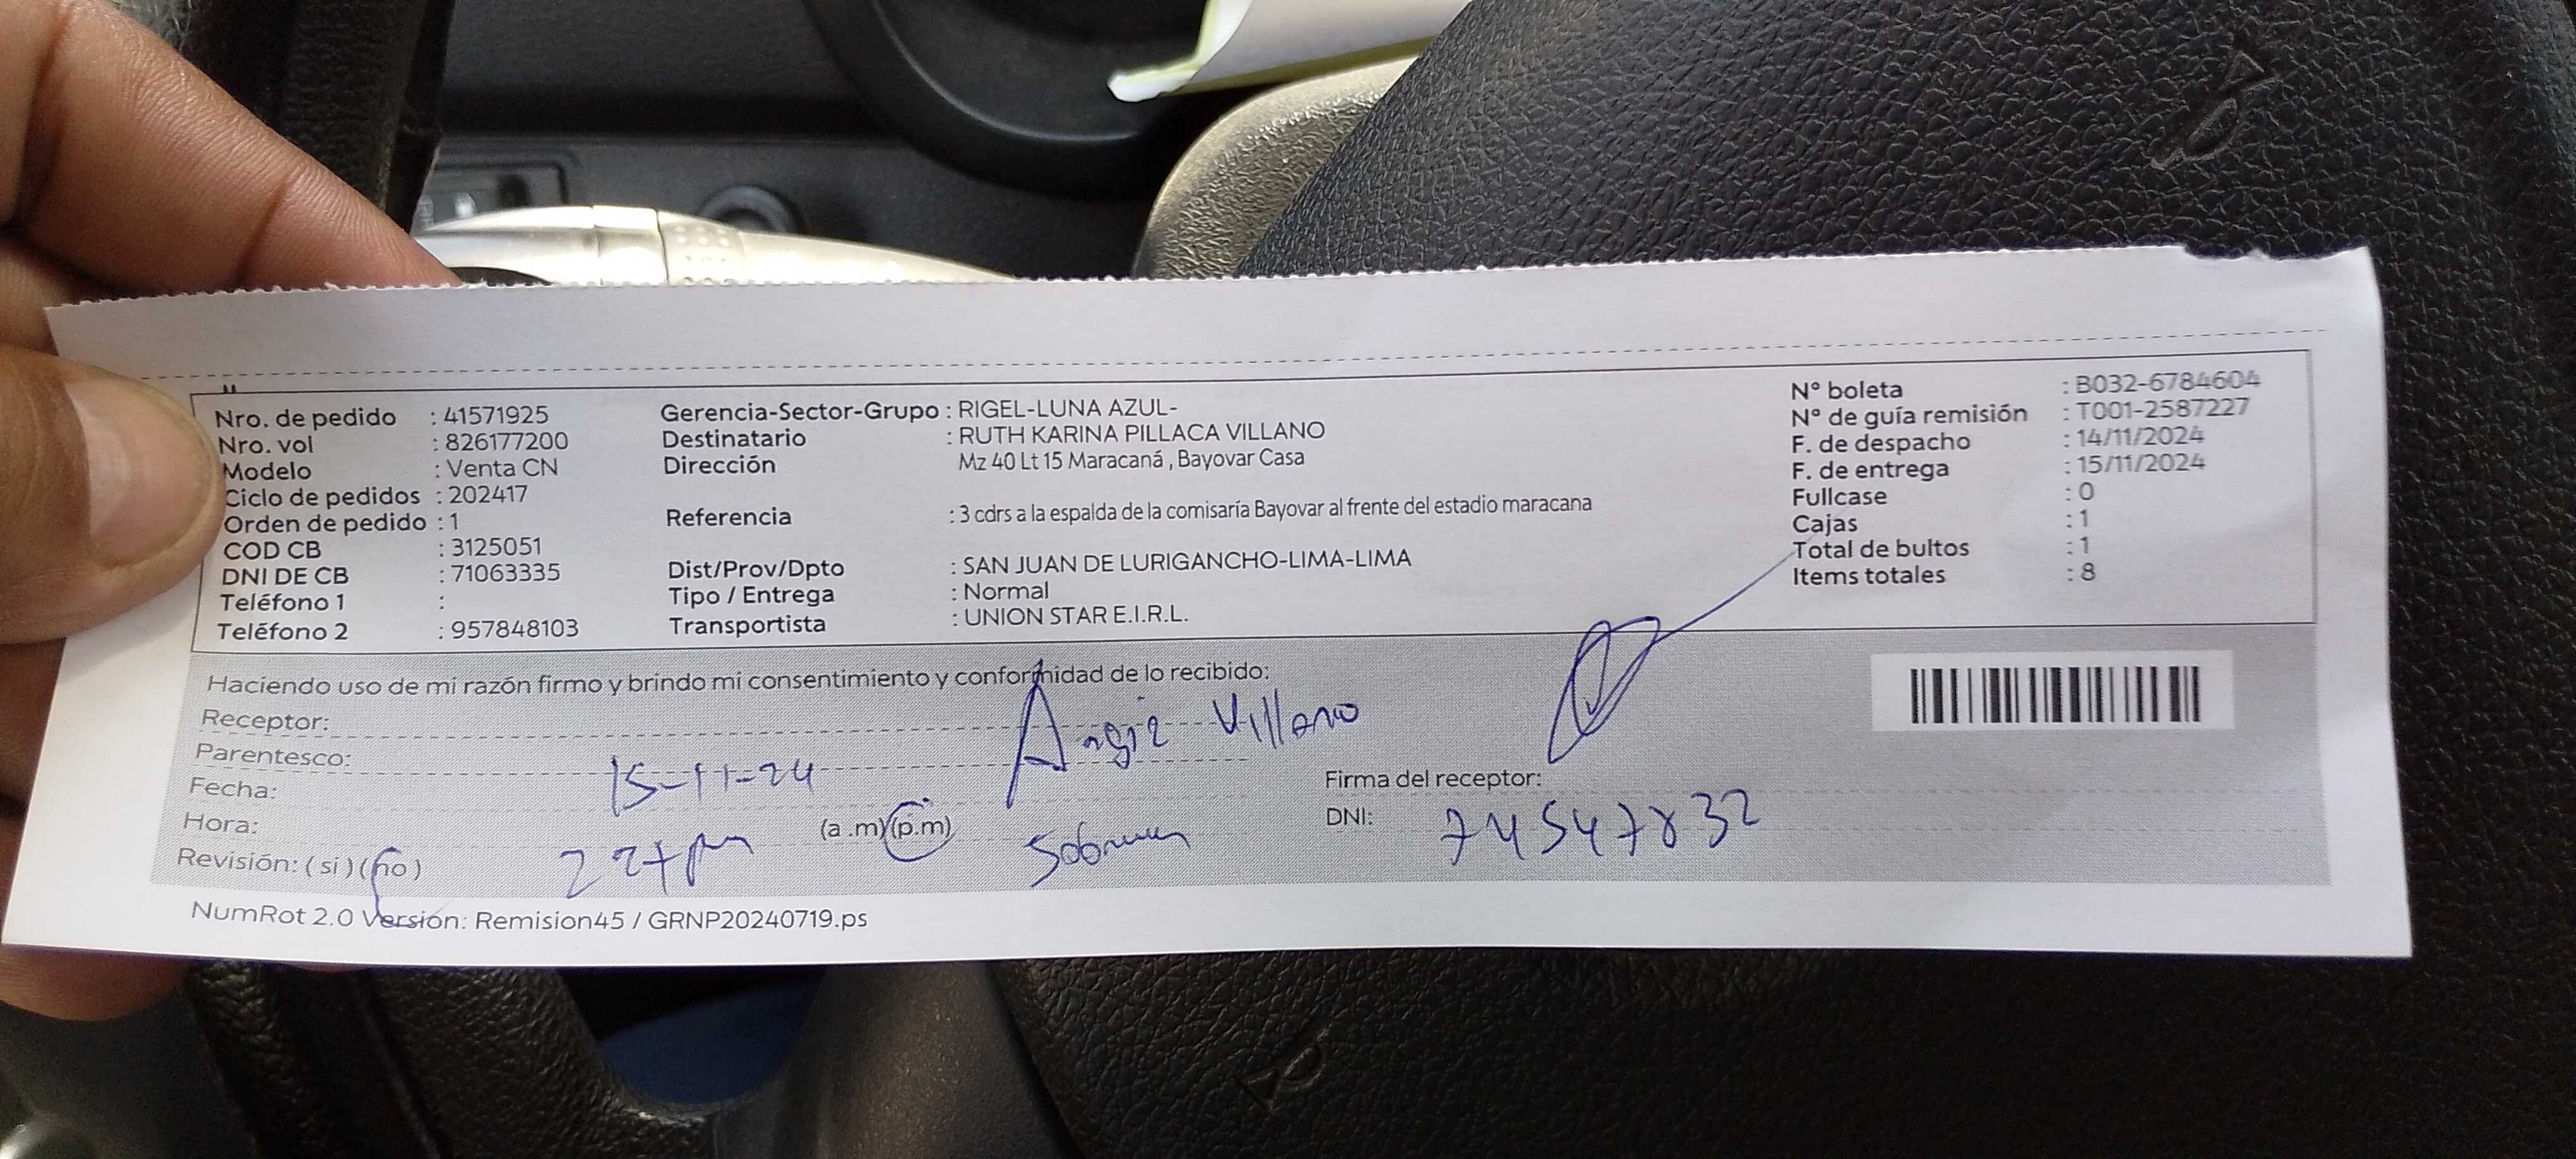 Nro. de pedido : 41571925
Nro. vol : 826177200
Modelo : Venta CN
Ciclo de pedidos : 202417
Orden de pedido : 1
COD CB : 3125051
DNI DE CB : 71063335
Teléfono 1 :
Teléfono 2 : 957848103
Gerencia-Sector-Grupo : RIGEL-LUNA AZUL-
Destinatario : RUTH KARINA PILLACA VILLANO
Dirección Mz 40 Lt 15 Maracaná , Bayovar Casa
Referencia : 3 cdrs a la espalda de la comisaría Bayovar al frente del estadio maracana
Dist/Prov/Dpto : SAN JUAN DE LURIGANCHO-LIMA-LIMA
Tipo / Entrega : Normal
Transportista : UNION STAR E.I.R.L.
N° boleta : B032-6784604
N° de guía remisión : T001-2587227
F. de despacho : 14/11/2024
F. de entrega : 15/11/2024
Fullcase : 0
Cajas : 1
Total de bultos : 1
Items totales : 8
Haciendo uso de mi razón firmo y brindo mi consentimiento y conformidad de lo recibido:
Receptor: Angie Villano
Parentesco:
Fecha: 15-11-24
Hora: 227pm (a .m)(p.m)
Revisión: ( si ) ( no )
Firma del receptor:
DNI: 74547832
NumRot 2.0 Versión: Remision45 / GRNP20240719.ps